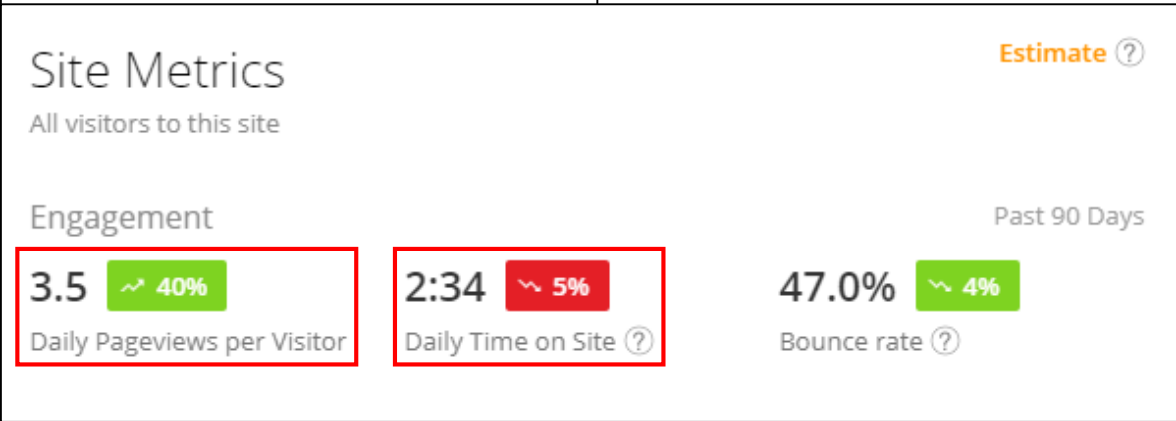 Site Metrics
Estimate ?
All visitors to this site
Engagement
Past 90 Days
3.5 40%
Daily Pageviews per Visitor
2:34 5%
Daily Time on Site ?
47.0% 4%
Bounce rate ?